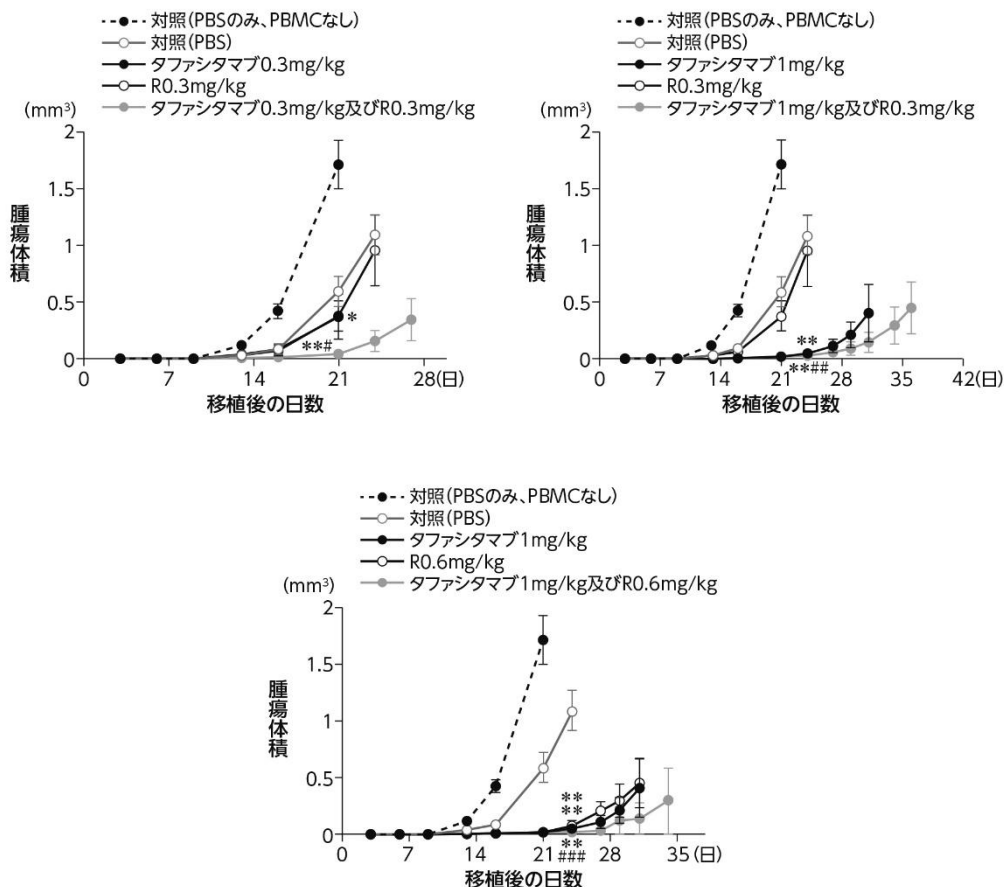 対照(PBSのみ、PBMCなし)
対照(PBS)
タファシタマブ0.3mg/kg
R0.3mg/kg
タファシタマブ0.3mg/kg及びR0.3mg/kg
(mm³)
2
1.5
1
0.5
0
腫瘍体積
*
**#
0 7 14 21 28(日)
移植後の日数
対照(PBSのみ、PBMCなし)
対照(PBS)
タファシタマブ1mg/kg
R0.3mg/kg
タファシタマブ1mg/kg及びR0.3mg/kg
(mm³)
2
1.5
1
0.5
0
腫瘍体積
**
**##
0 7 14 21 28 35 42(日)
移植後の日数
対照(PBSのみ、PBMCなし)
対照(PBS)
タファシタマブ1mg/kg
R0.6mg/kg
タファシタマブ1mg/kg及びR0.6mg/kg
(mm³)
2
1.5
1
0.5
0
腫瘍体積
**
**
**
###
0 7 14 21 28 35 (日)
移植後の日数